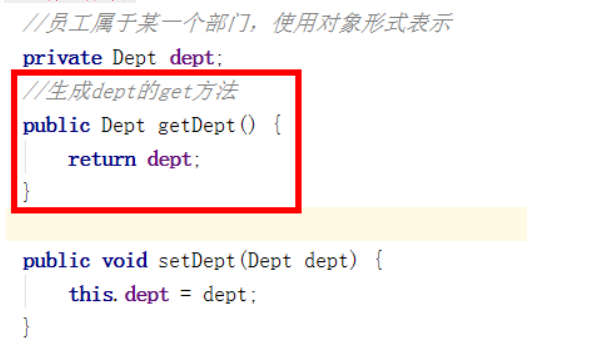 //员工属于某一个部门，使用对象形式表示
private Dept dept;
//生成dept的get方法
public Dept getDept() {
return dept;
}
public void setDept(Dept dept) {
this.dept = dept;
}